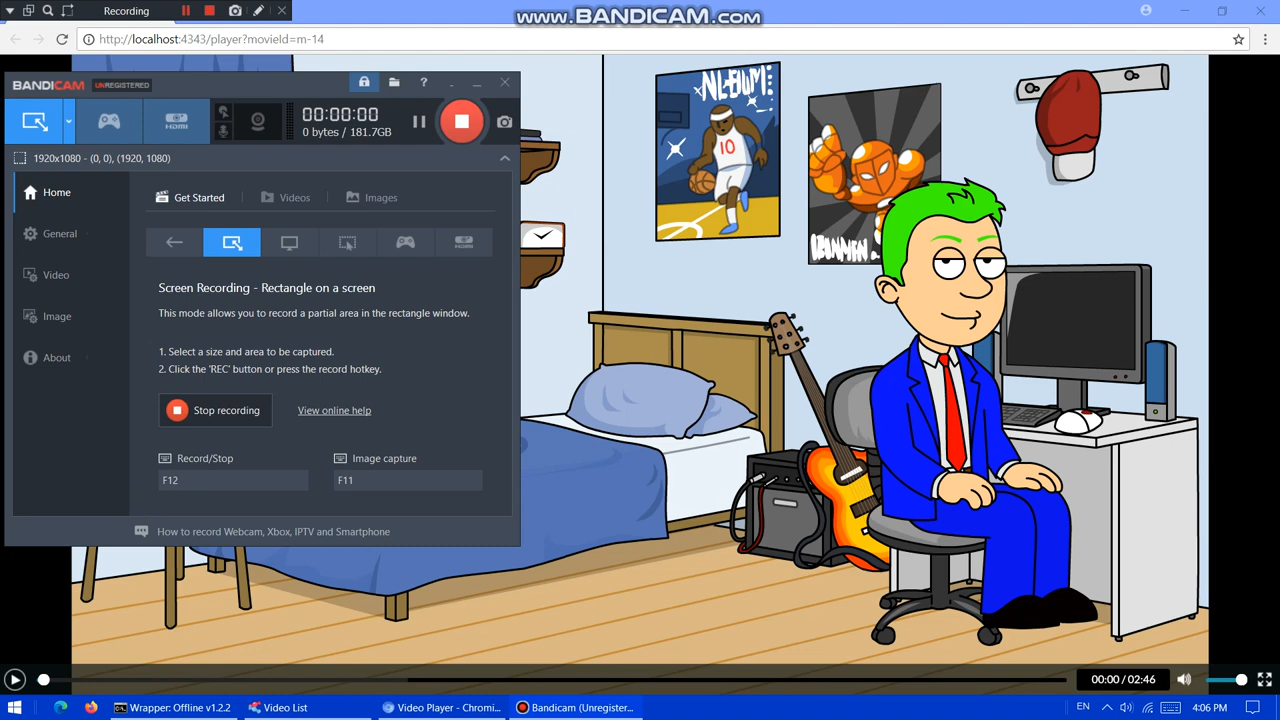 Recording
www.BANDICAM.com
http://localhost:4343/player?movieId=m-14
BANDICAM UNREGISTERED
?
HDMI
00:00:00
0 bytes / 181.7GB
1920x1080 - (0, 0), (1920, 1080)
Home
General
Video
Image
About
Get Started
Videos
Images
HDMI
Screen Recording - Rectangle on a screen
This mode allows you to record a partial area in the rectangle window.
1. Select a size and area to be captured.
2. Click the 'REC' button or press the record hotkey.
Stop recording
View online help
Record/Stop
Image capture
F12
F11
How to record Webcam, Xbox, IPTV and Smartphone
10
00:00 / 02:46
Wrapper: Offline v1.2.2
Video List
Video Player - Chromi...
Bandicam (Unregister...
EN
4:06 PM